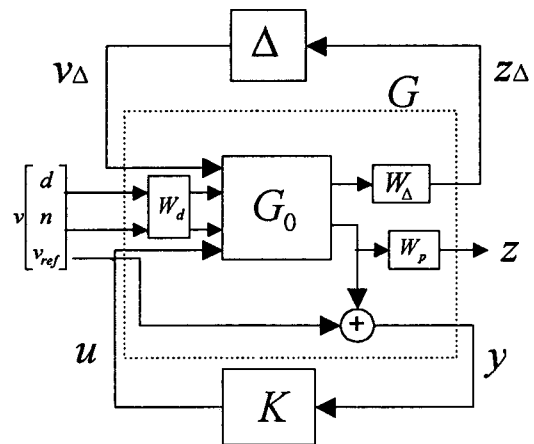 Δ
v_Δ
z_Δ
G
d
n
v_ref
v
W_d
G_0
W_Δ
W_p
z
+
u
y
K